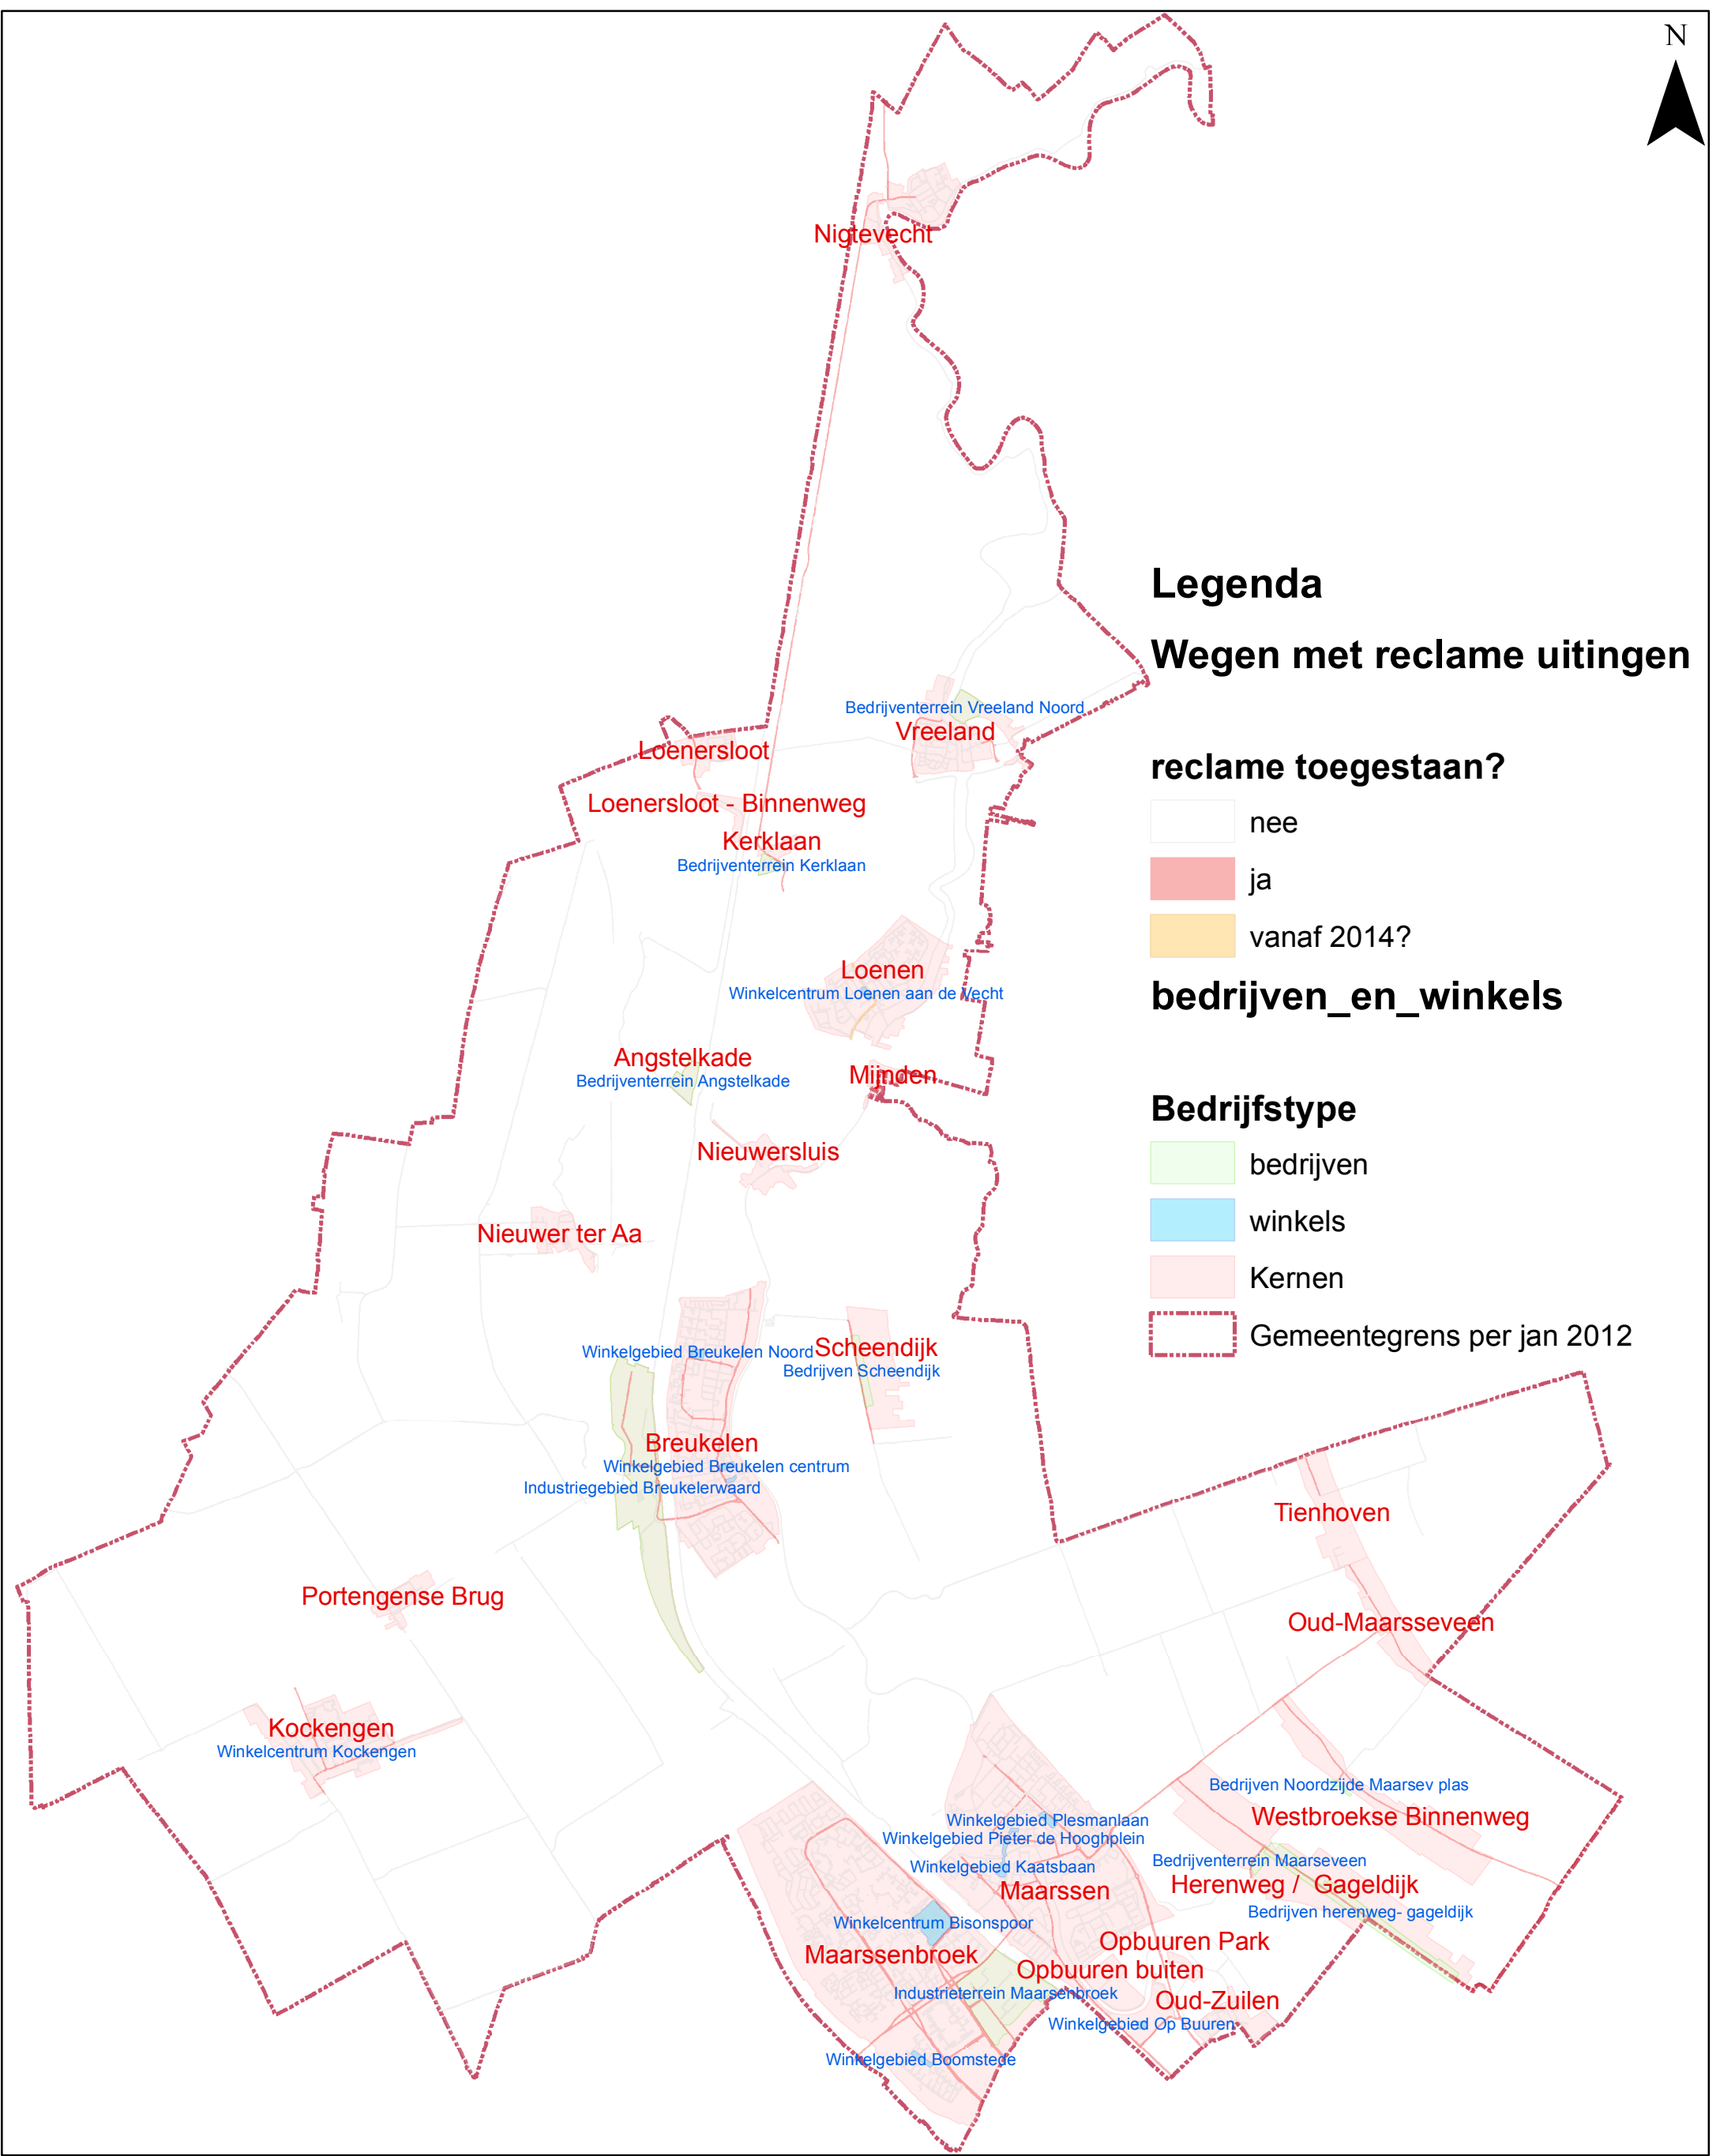 N
Nigtevecht
Legenda
Wegen met reclame uitingen
Bedrijventerrein Vreeland Noord
Vreeland
Loenersloot
reclame toegestaan?
Loenersloot - Binnenweg
nee
Kerklaan
Bedrijventerrein Kerklaan
ja
vanaf 2014?
Loenen
Winkelcentrum Loenen aan de Vecht
bedrijven_en_winkels
Angstelkade
Bedrijventerrein Angstelkade
Mijnden
Bedrijfstype
Nieuwersluis
bedrijven
winkels
Nieuwer ter Aa
Kernen
Gemeentegrens per jan 2012
Winkelgebied Breukelen Noord
Scheendijk
Bedrijven Scheendijk
Breukelen
Winkelgebied Breukelen centrum
Industriegebied Breukelerwaard
Tienhoven
Portengense Brug
Oud-Maarsseveen
Kockengen
Winkelcentrum Kockengen
Bedrijven Noordzijde Maarsev plas
Westbroekse Binnenweg
Winkelgebied Plesmanlaan
Winkelgebied Pieter de Hooghplein
Bedrijventerrein Maarseveen
Winkelgebied Kaatsbaan
Herenweg / Gageldijk
Maarssen
Bedrijven herenweg- gageldijk
Winkelcentrum Bisonspoor
Opbuuren Park
Maarssenbroek
Opbuuren buiten
Industrieterrein Maarsenbroek
Oud-Zuilen
Winkelgebied Op Buuren
Winkelgebied Boomstede